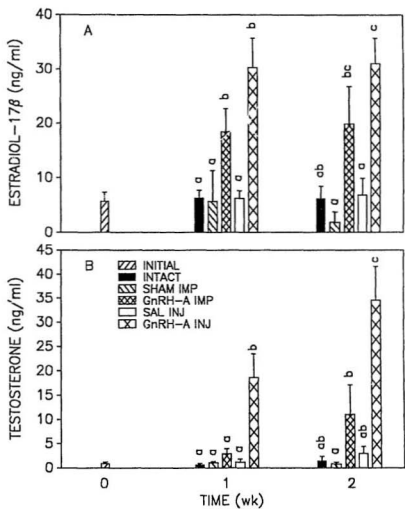 40
A
30
20
10
0
ESTRADIOL-17β (ng/ml)
a
a
b
a
b
ab
a
bc
a
c
45
B
40
35
30
25
20
15
10
5
0
TESTOSTERONE (ng/ml)
INITIAL
INTACT
SHAM IMP
GnRH-A IMP
SAL INJ
GnRH-A INJ
a
a
a
a
b
ab
a
b
ab
c
0 1 2
TIME (wk)